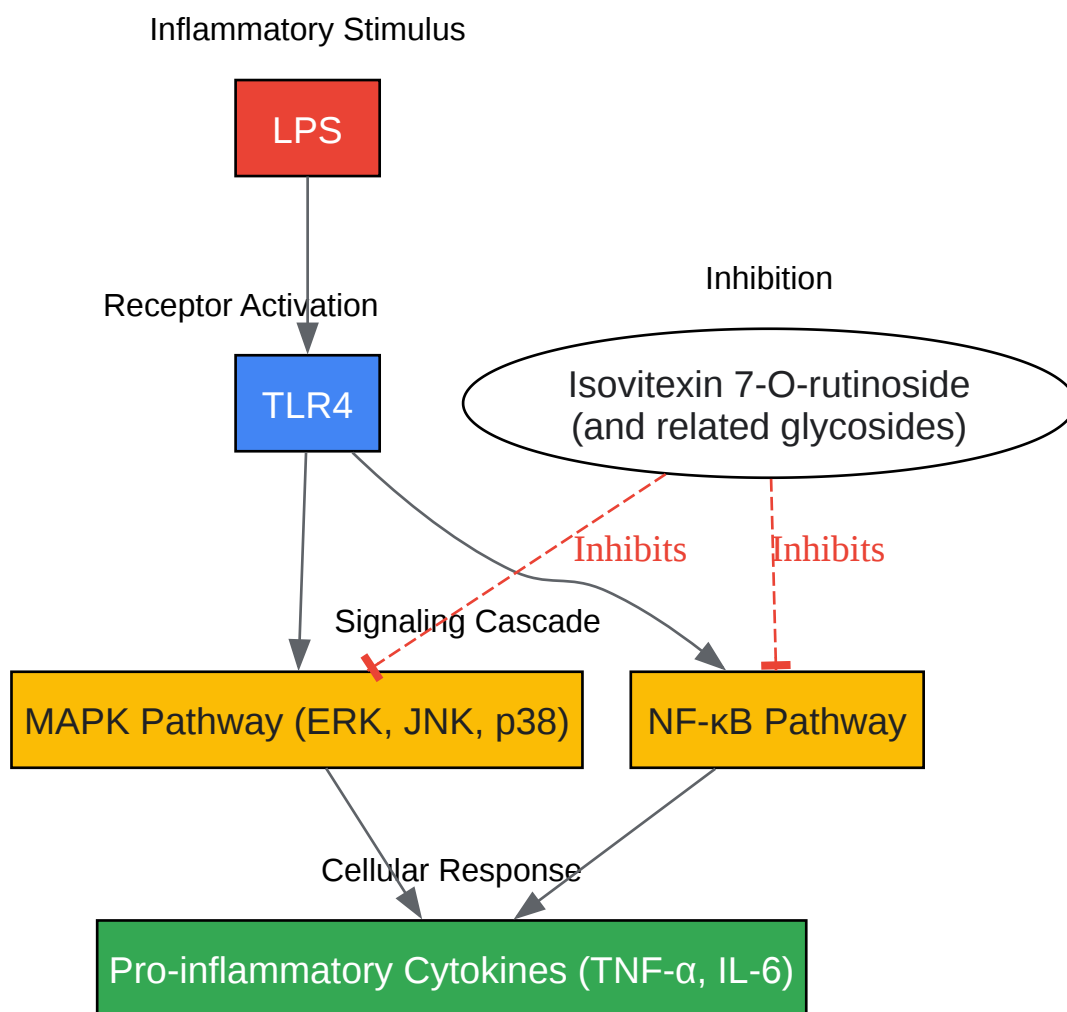 Inflammatory Stimulus
LPS
Inhibition
Receptor Activation
TLR4
Isovitexin 7-O-rutinoside
(and related glycosides)
Inhibits
Inhibits
Signaling Cascade
MAPK Pathway (ERK, JNK, p38)
NF-κB Pathway
Cellular Response
Pro-inflammatory Cytokines (TNF-α, IL-6)